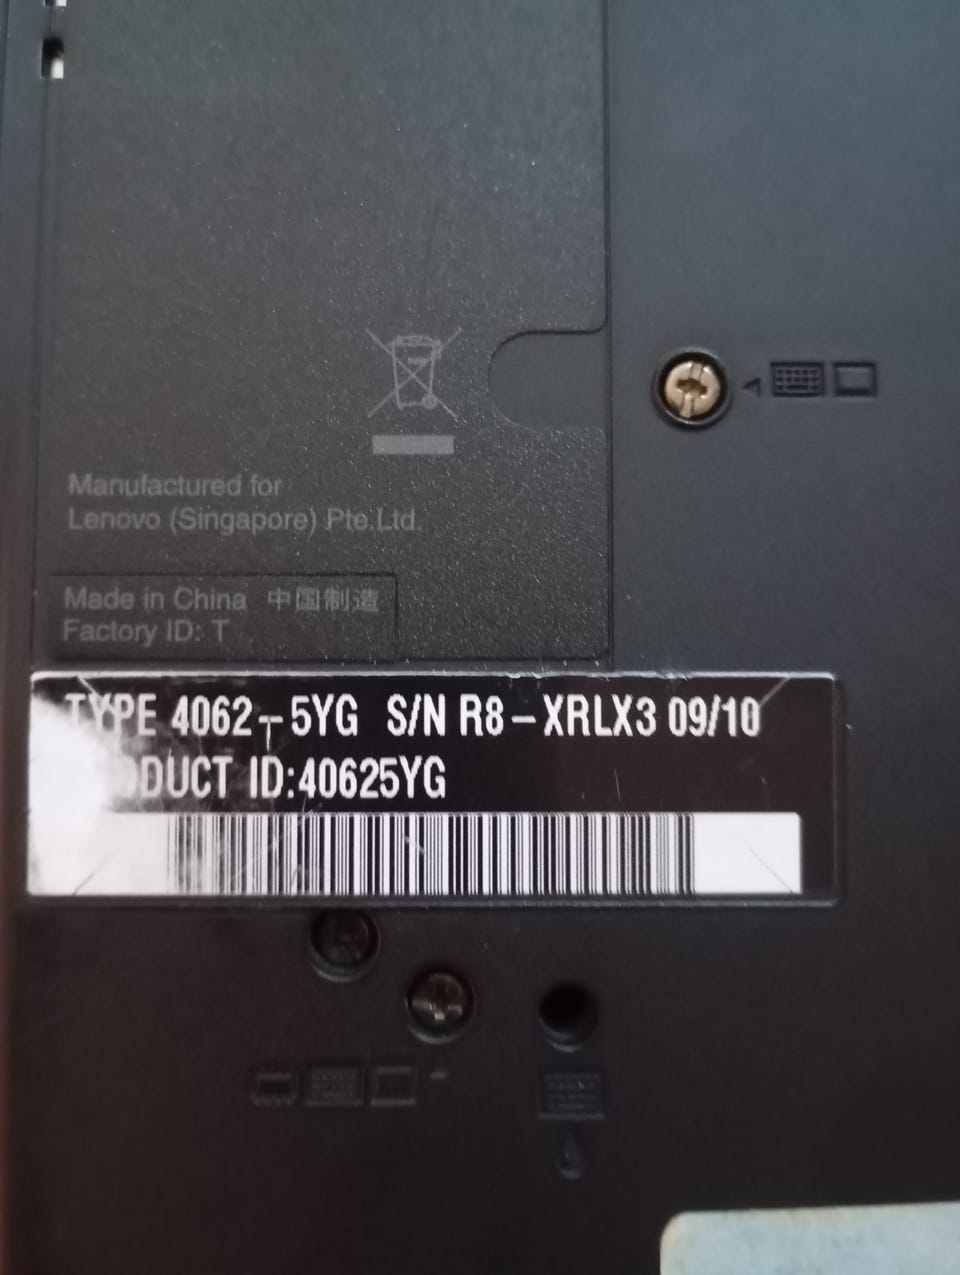 Manufactured for
Lenovo (Singapore) Pte.Ltd.
Made in China 中国制造
Factory ID: T
TYPE 4062-5YG S/N R8-XRLX3 09/10
PRODUCT ID:40625YG